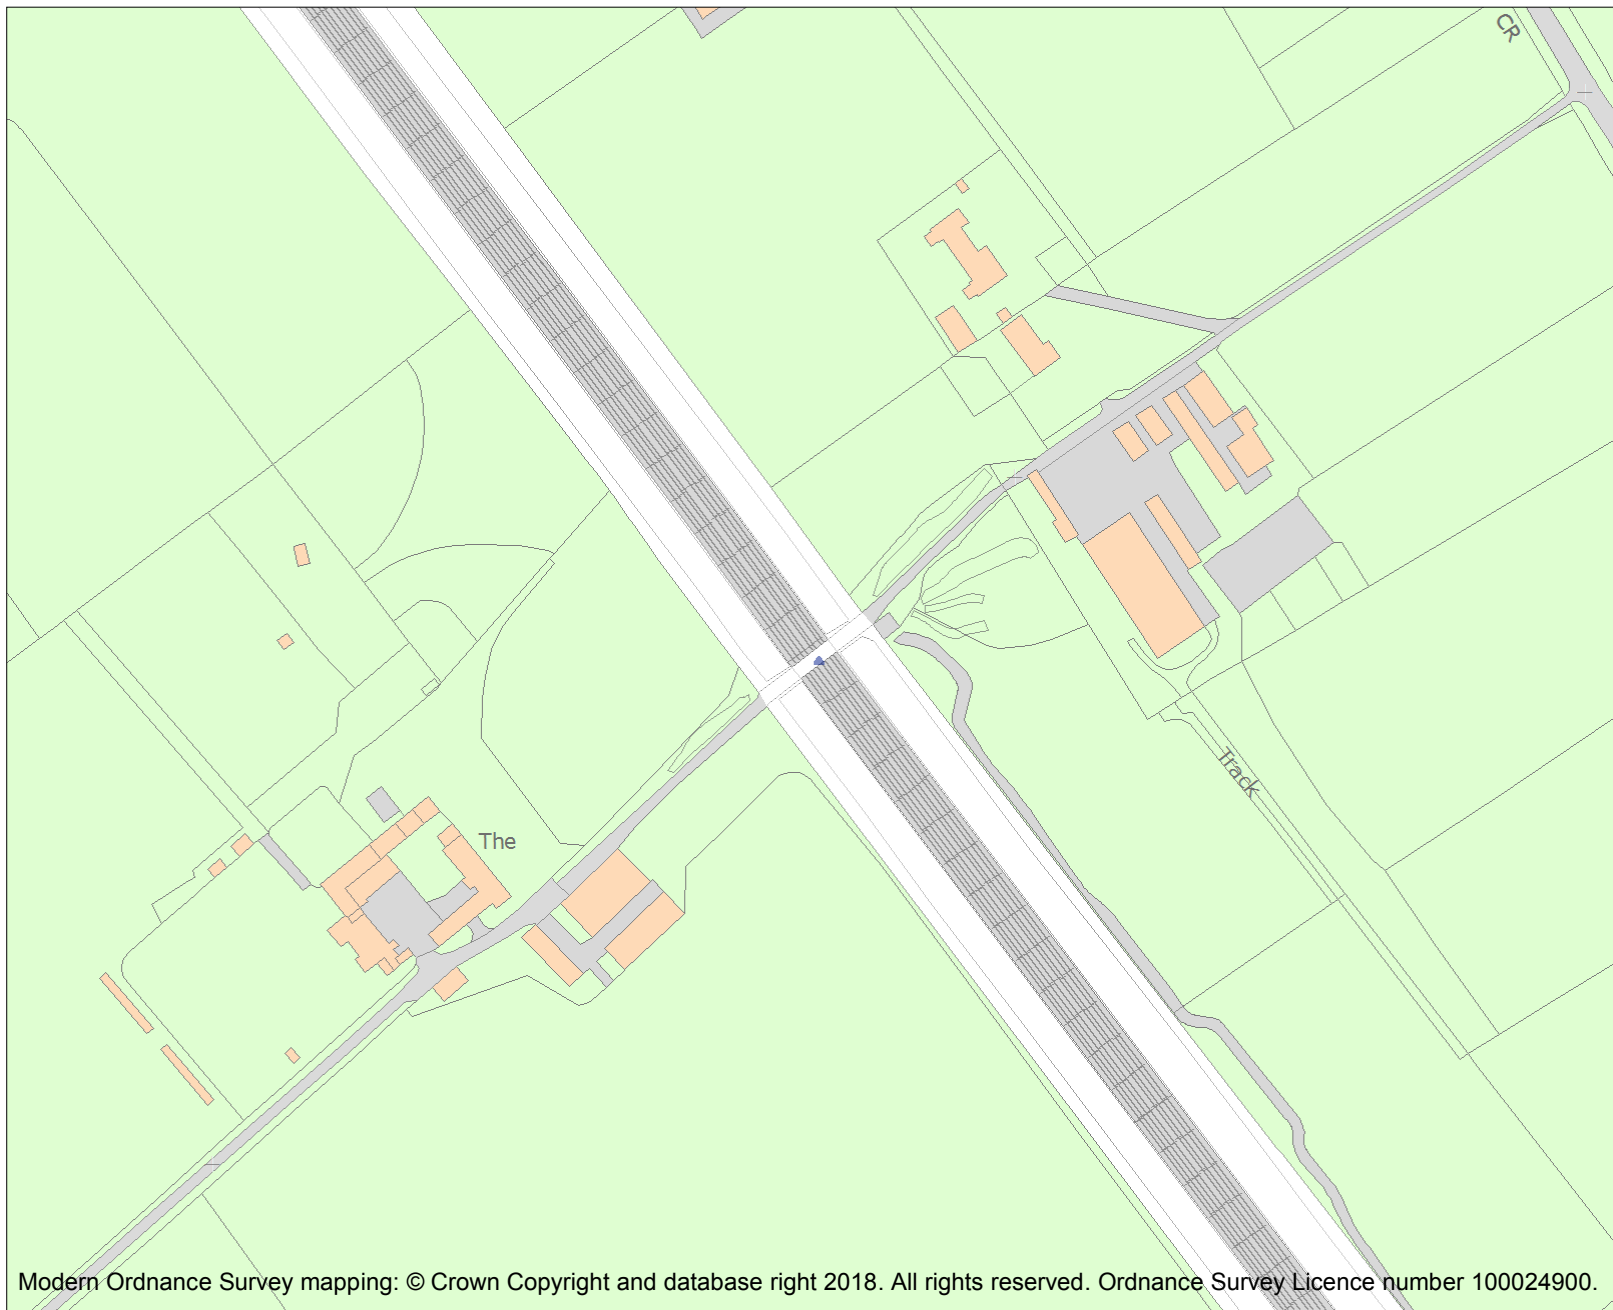 CR
Track
The
Modern Ordnance Survey mapping: © Crown Copyright and database right 2018. All rights reserved. Ordnance Survey Licence number 100024900.